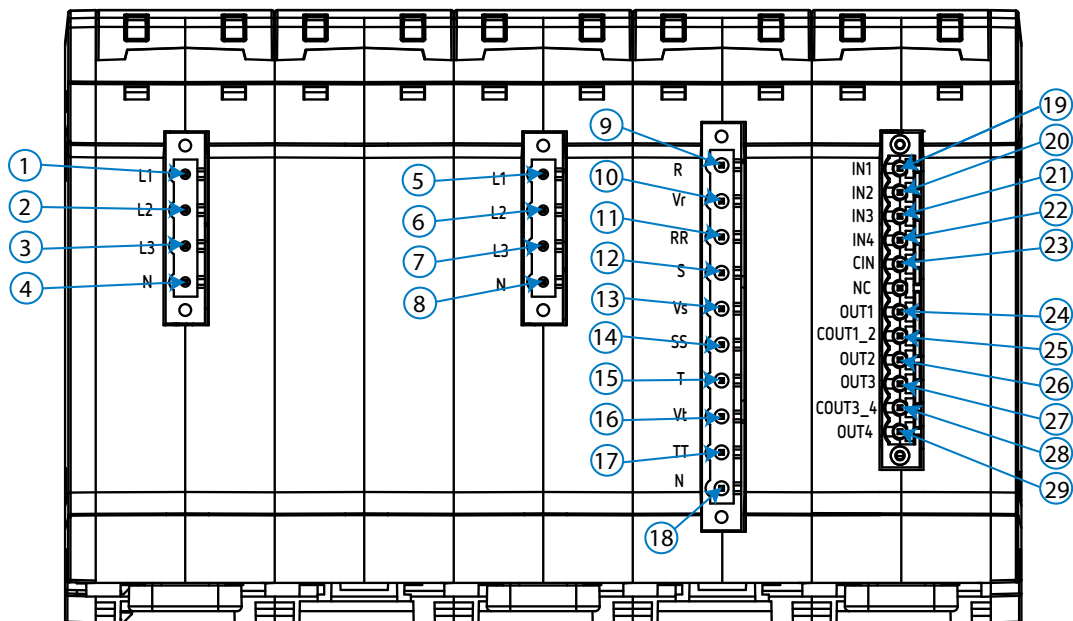 1
L1
2
L2
3
L3
4
N
5
L1
6
L2
7
L3
8
N
9
R
10
Vr
11
RR
12
S
13
Vs
14
SS
15
T
16
Vt
17
TT
N
18
IN1
19
IN2
20
IN3
21
IN4
22
CIN
23
NC
OUT1
24
COUT1_2
25
OUT2
26
OUT3
27
COUT3_4
28
OUT4
29